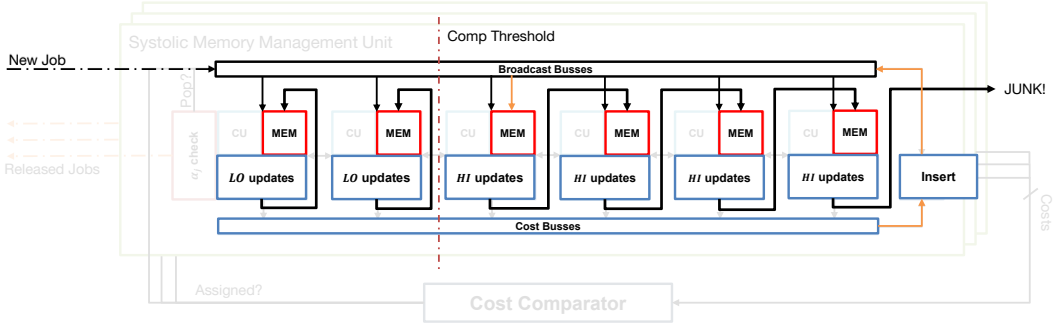 Systolic Memory Management Unit
Comp Threshold
New Job
Broadcast Busses
JUNK!
Pop?
CU MEM CU MEM CU MEM CU MEM CU MEM CU MEM
αj check
Released Jobs
LO updates LO updates HI updates HI updates HI updates HI updates Insert
Cost Busses
Costs
Assigned?
Cost Comparator